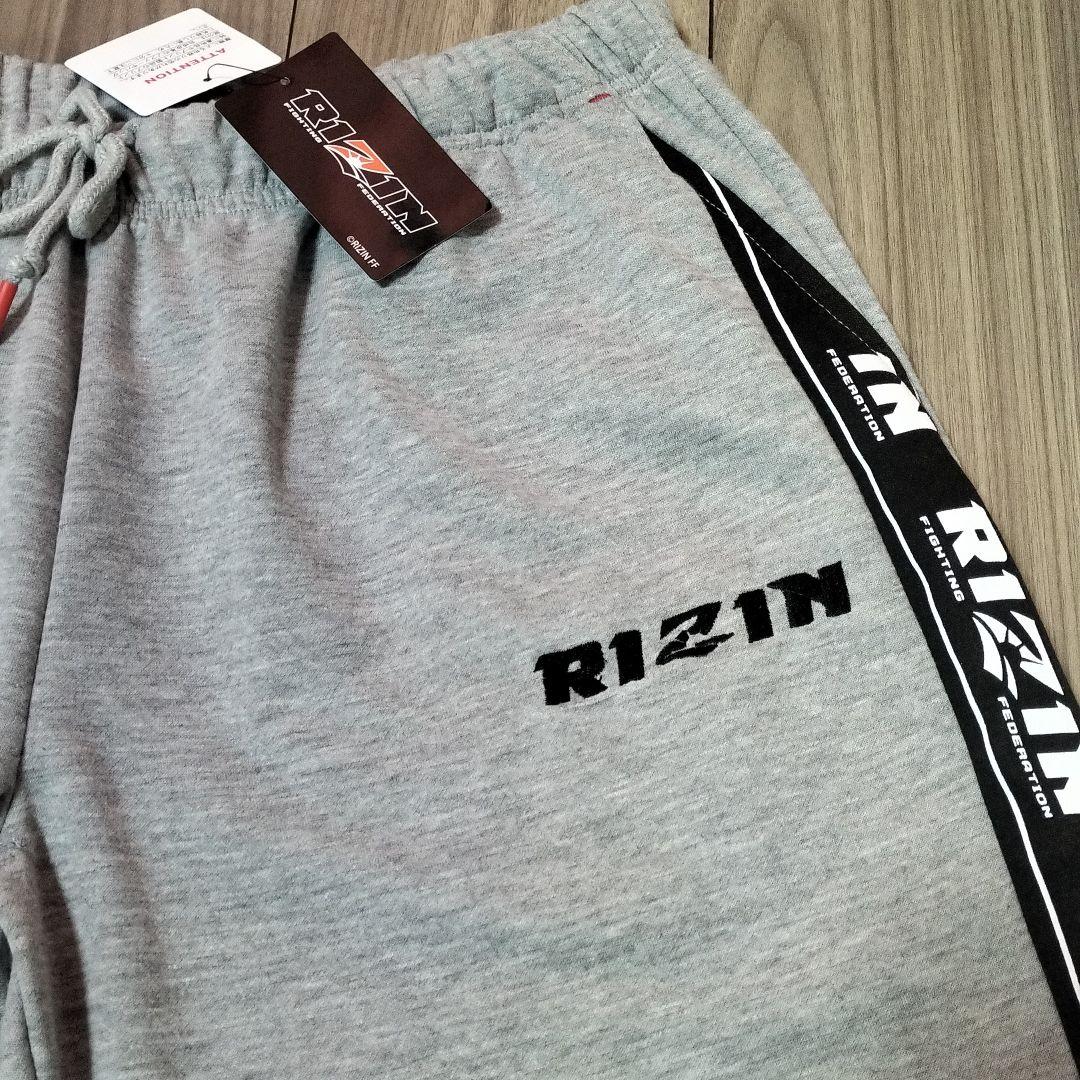 ATTENTION
RIZIN
FIGHTING
FEDERATION
©RIZIN FF
IN
FEDERATION
RIZIN
FIGHTING
FEDERATION
RIZIN